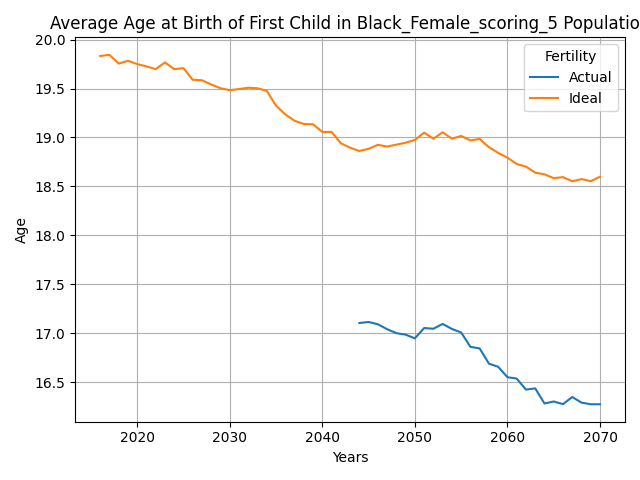 Average Age at Birth of First Child in Black_Female_scoring_5 Populatio
20.0
19.5
19.0
18.5
18.0
17.5
17.0
16.5
Age
Fertility
Actual
Ideal
2020 2030 2040 2050 2060 2070
Years